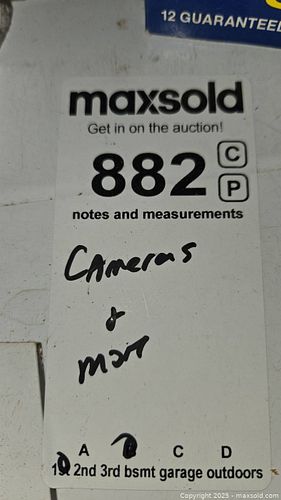 12 GUARANTEE
maxsold
Get in on the auction!
882 C
P
notes and measurements
Cameras
&
more
A C D
1st 2nd 3rd bsmt garage outdoors
Copyright 2023 - maxsold.com